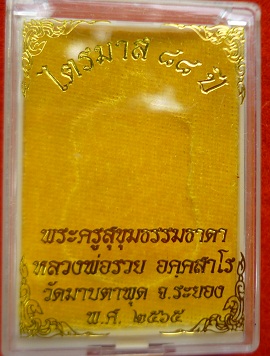 ไตรมาส ๘๘ ปี
พระครูสุขุมธรรมธาดา
หลวงพ่อรวย อคฺคสาโร
วัดมาบตาพุด จ.ระยอง
พ.ศ. ๒๕๖๕